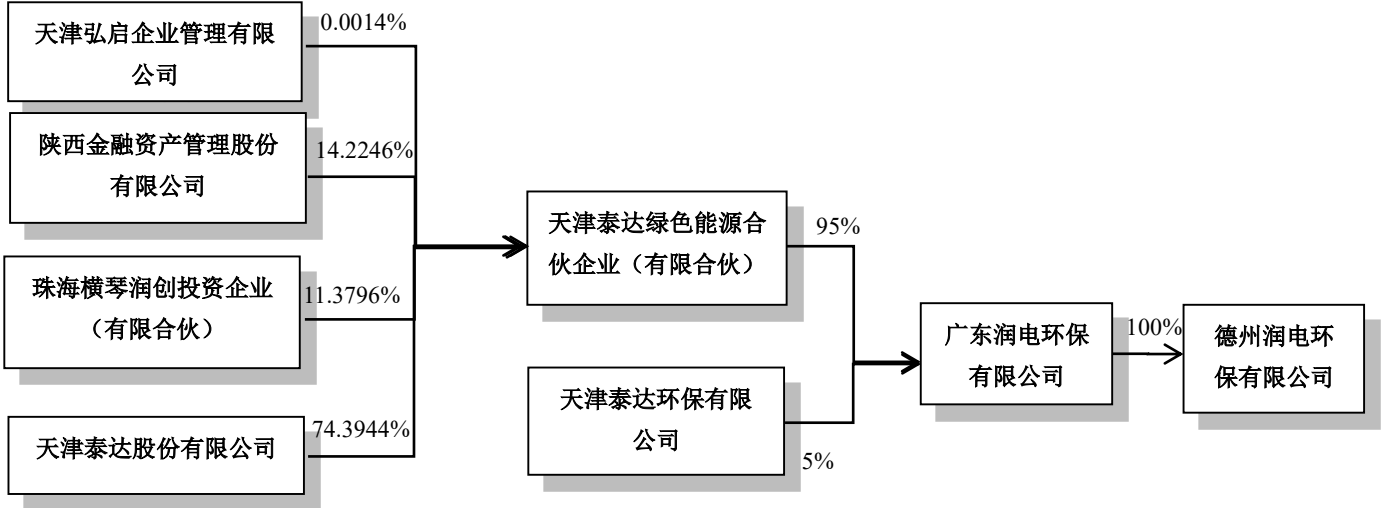 天津弘启企业管理有限
公司
0.0014%
陕西金融资产管理股份
有限公司
14.2246%
珠海横琴润创投资企业
（有限合伙）
11.3796%
天津泰达股份有限公司
74.3944%
天津泰达绿色能源合
伙企业（有限合伙）
95%
天津泰达环保有限
公司
5%
广东润电环保
有限公司
100%
德州润电环
保有限公司